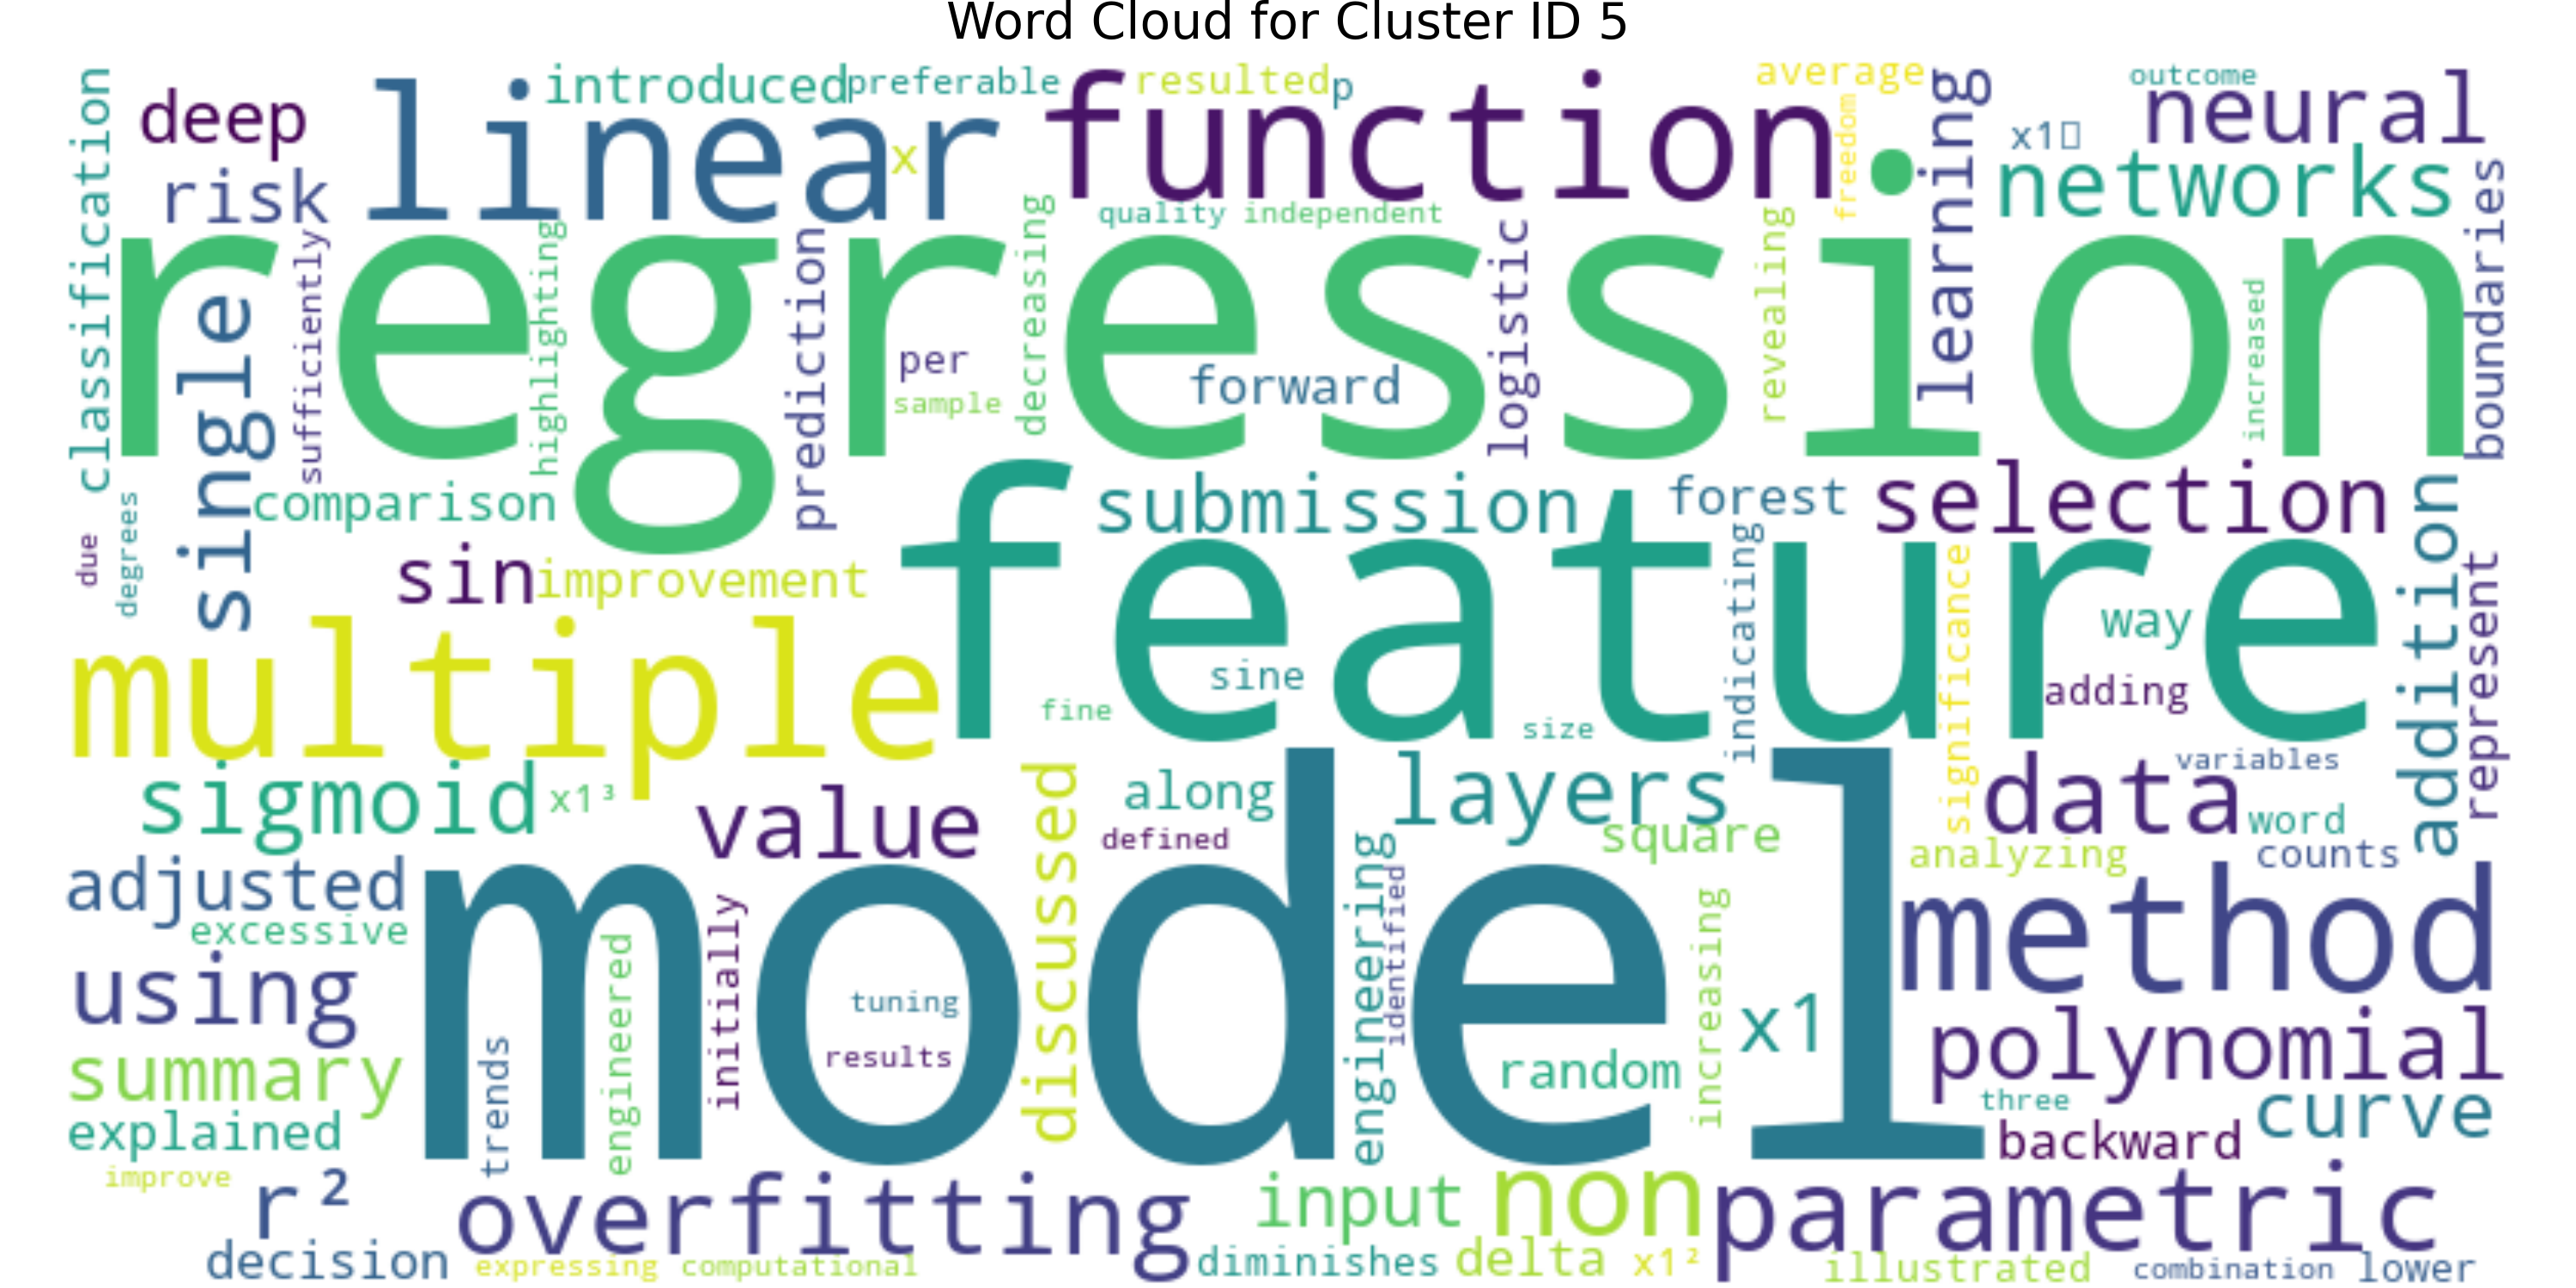 Word Cloud for Cluster ID 5
classification
deep
linear
introduced
preferable
function
resulted
p
average
freedom
learning
outcome
neural
x1
networks
boundaries
risk
x
quality
independent
regression
single
sufficiently
highlighting
prediction
per
sample
decreasing
forward
logistic
revealing
increased
comparison
due
degrees
sin
improvement
submission
forest
selection
addition
represent
multiple
feature
sine
fine
size
indicating
significance
way
adding
sigmoid
x1³
value
discussed
along
defined
layers
square
data
variables
word
counts
analyzing
adjusted
excessive
model
using
summary
explained
improve
trends
engineered
initially
tuning
results
engineering
identified
random
increasing
x1
method
polynomial
three
curve
backward
r²
decision
overfitting
expressing
computational
input
non
parametric
diminishes
delta
x1²
illustrated
combination
lower